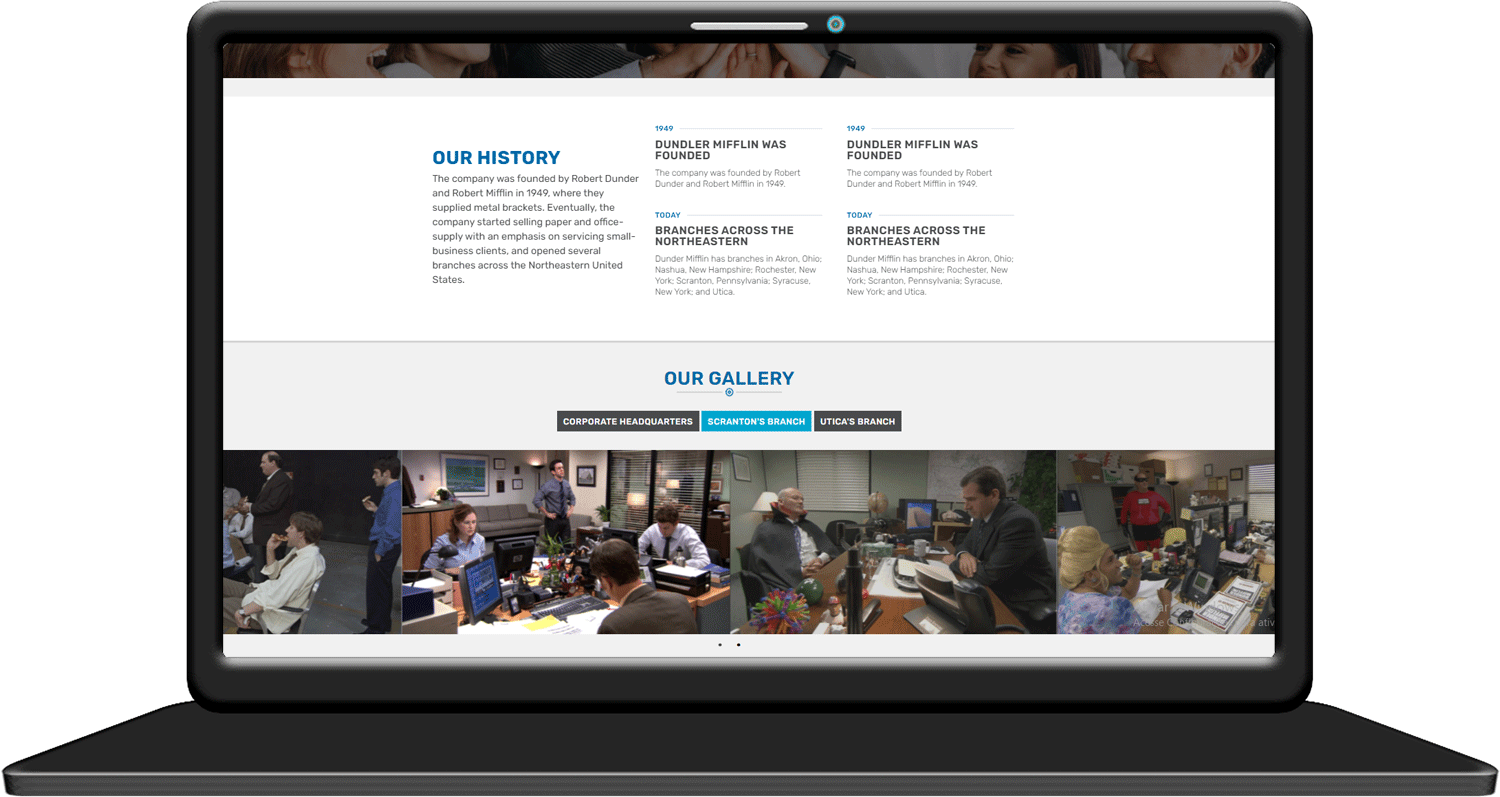 OUR HISTORY
The company was founded by Robert Dunder
and Robert Mifflin in 1949, where they
supplied metal brackets. Eventually, the
company started selling paper and office-
supply with an emphasis on servicing small-
business clients, and opened several
branches across the Northeastern United
States.
1949
DUNDLER MIFFLIN WAS
FOUNDED
The company was founded by Robert
Dunder and Robert Mifflin in 1949.
TODAY
BRANCHES ACROSS THE
NORTHEASTERN
Dunder Mifflin has branches in Akron, Ohio;
Nashua, New Hampshire; Rochester, New
York; Scranton, Pennsylvania; Syracuse,
New York; and Utica.
1949
DUNDLER MIFFLIN WAS
FOUNDED
The company was founded by Robert
Dunder and Robert Mifflin in 1949.
TODAY
BRANCHES ACROSS THE
NORTHEASTERN
Dunder Mifflin has branches in Akron, Ohio;
Nashua, New Hampshire; Rochester, New
York; Scranton, Pennsylvania; Syracuse,
New York; and Utica.
OUR GALLERY
CORPORATE HEADQUARTERS
SCRANTON'S BRANCH
UTICA'S BRANCH